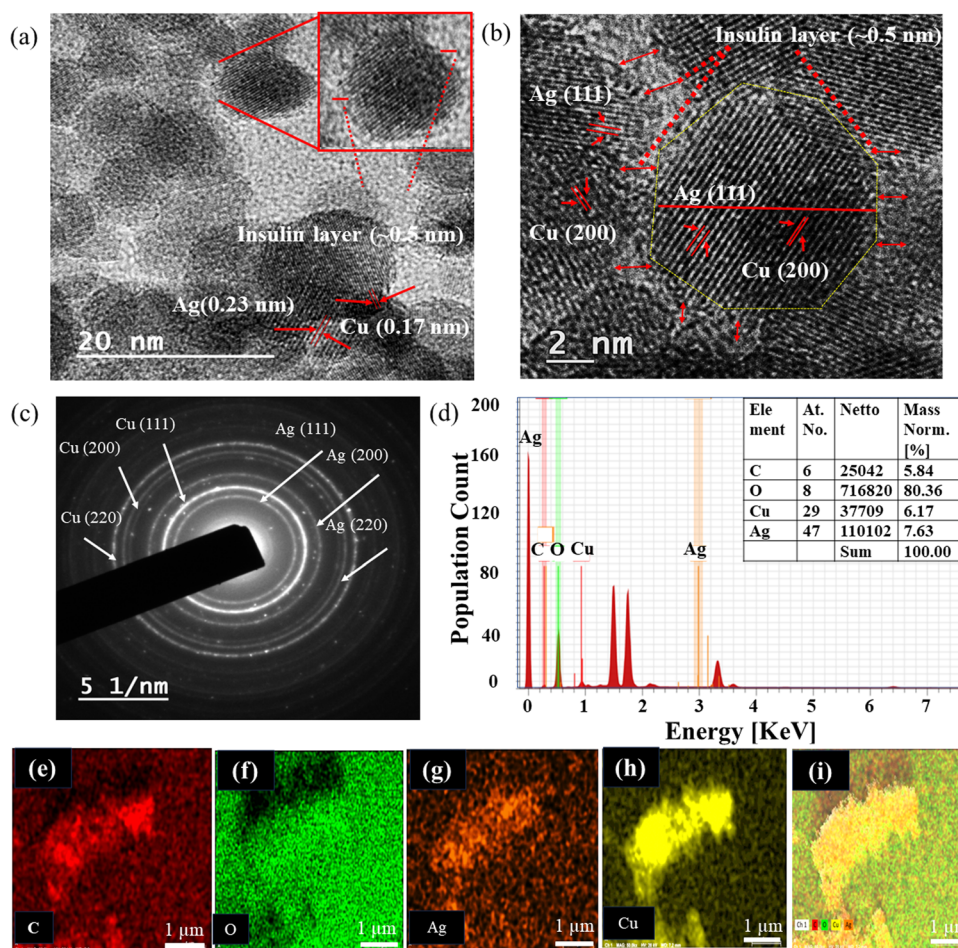 (a)
Insulin layer (~0.5 nm)
Ag(0.23 nm)
Cu (0.17 nm)
20 nm
(b)
Insulin layer (~0.5 nm)
Ag (111)
Ag (111)
Cu (200)
Cu (200)
2 nm
(c)
Cu (111)
Ag (111)
Cu (200)
Ag (200)
Cu (220)
Ag (220)
5 1/nm
(d)
Population Count
200
160
120
80
40
0
Ag
C O Cu
Ag
0 1 2 3 4 5 6 7
Energy [KeV]
Ele ment At. No. Netto Mass Norm. [%]
C 6 25042 5.84
O 8 716820 80.36
Cu 29 37709 6.17
Ag 47 110102 7.63
Sum 100.00
(e)
C
1 µm
(f)
O
1 µm
(g)
Ag
1 µm
(h)
Cu
1 µm
(i)
Ch1
1 µm